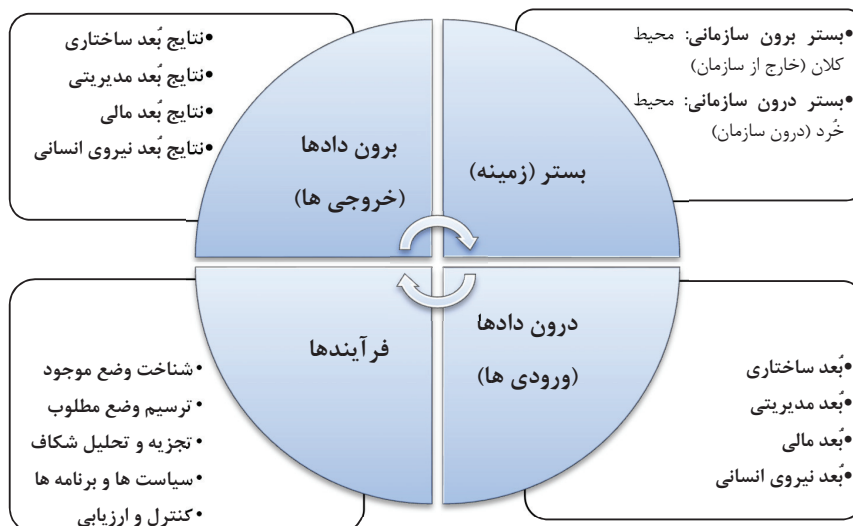 •بستر برون سازمانی: محیط
کلان (خارج از سازمان)
•بستر درون سازمانی: محیط
خُرد (درون سازمان)
بستر (زمینه)
•نتایج بُعد ساختاری
•نتایج بُعد مدیریتی
•نتایج بُعد مالی
•نتایج بُعد نیروی انسانی
برون دادها
(خروجی ها)
درون دادها
(ورودی ها)
•بُعد ساختاری
•بُعد مدیریتی
•بُعد مالی
•بُعد نیروی انسانی
فرآیندها
•شناخت وضع موجود
•ترسیم وضع مطلوب
•تجزیه و تحلیل شکاف
•سیاست ها و برنامه ها
•کنترل و ارزیابی